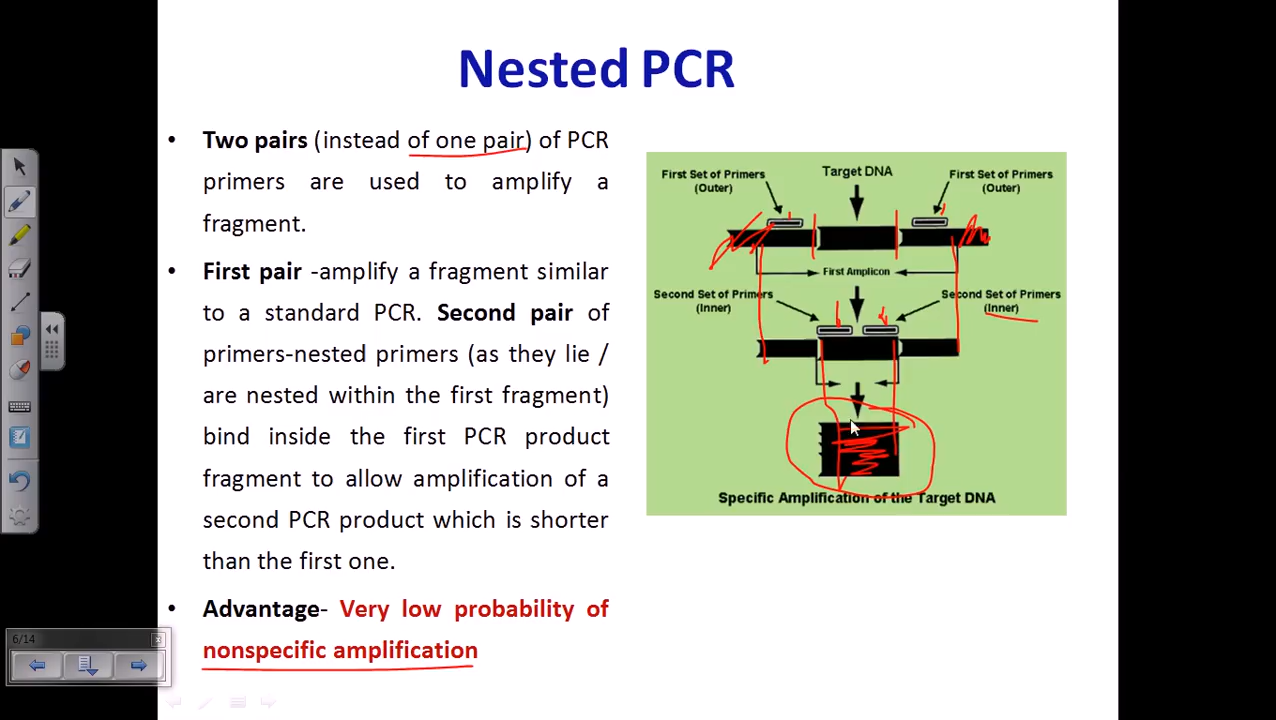 Nested PCR
• Two pairs (instead of one pair) of PCR
primers are used to amplify a
fragment.
• First pair -amplify a fragment similar
to a standard PCR. Second pair of
primers-nested primers (as they lie /
are nested within the first fragment)
bind inside the first PCR product
fragment to allow amplification of a
second PCR product which is shorter
than the first one.
• Advantage- Very low probability of
nonspecific amplification
Target DNA
First Set of Primers
(Outer)
First Set of Primers
(Outer)
First Amplicon
Second Set of Primers
(Inner)
Second Set of Primers
(Inner)
Specific Amplification of the Target DNA
6/14